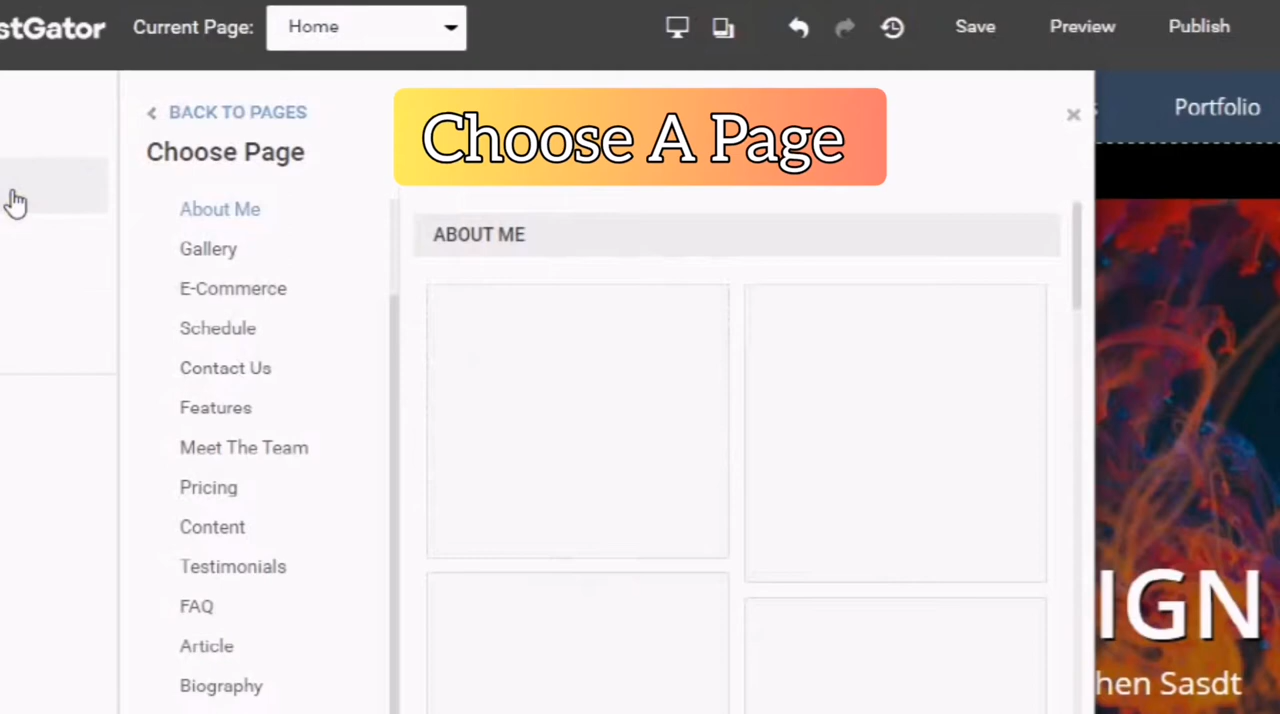 stGator Current Page: Home Save Preview Publish
BACK TO PAGES
Choose Page
Choose A Page
Portfolio
About Me
Gallery
E-Commerce
Schedule
Contact Us
Features
Meet The Team
Pricing
Content
Testimonials
FAQ
Article
Biography
ABOUT ME
IGN
hen Sasdt